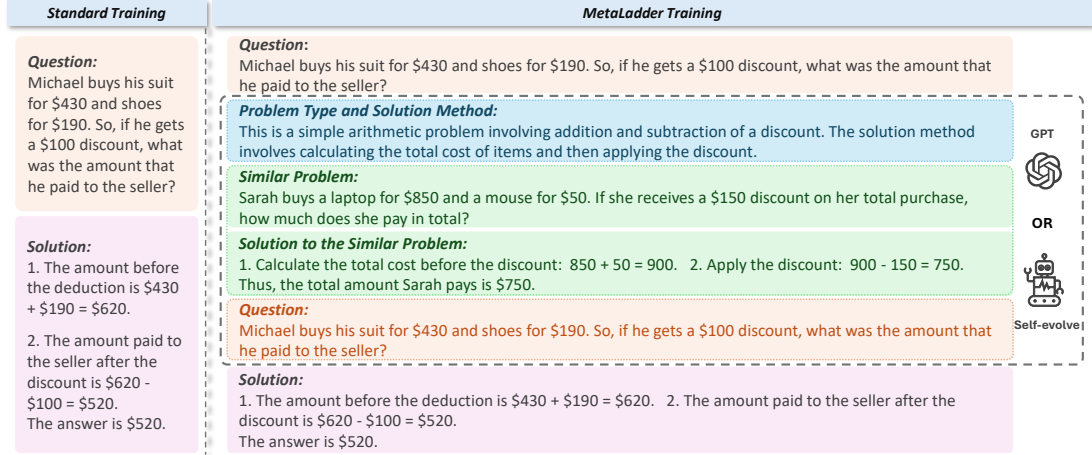 Standard Training
Question:
Michael buys his suit
for $430 and shoes
for $190. So, if he gets
a $100 discount, what
was the amount that
he paid to the seller?
Solution:
1. The amount before
the deduction is $430
+ $190 = $620.
2. The amount paid to
the seller after the
discount is $620 -
$100 = $520.
The answer is $520.
MetaLadder Training
Question:
Michael buys his suit for $430 and shoes for $190. So, if he gets a $100 discount, what was the amount that
he paid to the seller?
Problem Type and Solution Method:
This is a simple arithmetic problem involving addition and subtraction of a discount. The solution method
involves calculating the total cost of items and then applying the discount.
Similar Problem:
Sarah buys a laptop for $850 and a mouse for $50. If she receives a $150 discount on her total purchase,
how much does she pay in total?
Solution to the Similar Problem:
1. Calculate the total cost before the discount: 850 + 50 = 900. 2. Apply the discount: 900 - 150 = 750.
Thus, the total amount Sarah pays is $750.
Question:
Michael buys his suit for $430 and shoes for $190. So, if he gets a $100 discount, what was the amount that
he paid to the seller?
Solution:
1. The amount before the deduction is $430 + $190 = $620. 2. The amount paid to the seller after the
discount is $620 - $100 = $520.
The answer is $520.
GPT
OR
Self-evolve